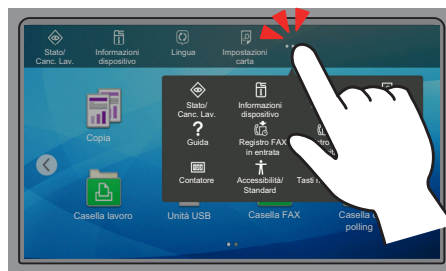 Stato/
Canc. Lav.
Informazioni
dispositivo
Lingua
Impostazioni
carta
Stato/
Canc. Lav.
Informazioni
dispositivo
?
Guida
Registro FAX
in entrata
Contatore
Accessibilità/
Standard
Tasti
Copia
Casella lavoro
Unità USB
Casella FAX
Casella
polling